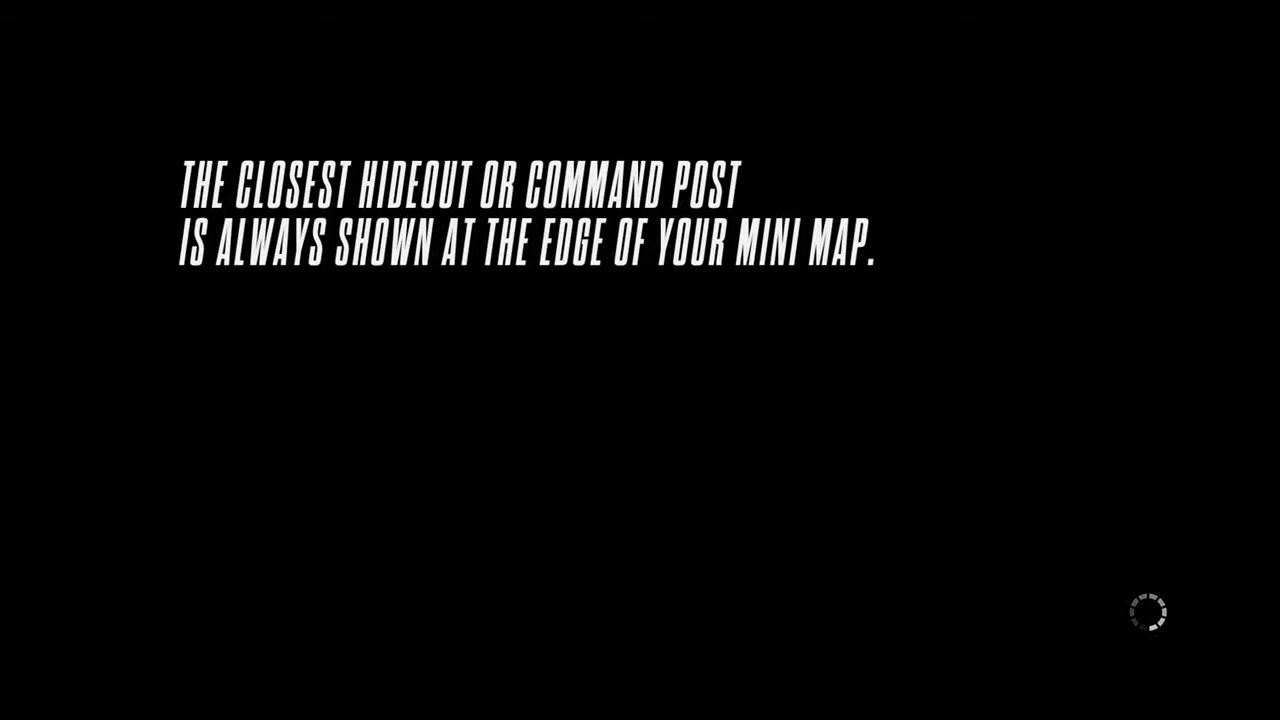 THE CLOSEST HIDEOUT OR COMMAND POST
IS ALWAYS SHOWN AT THE EDGE OF YOUR MINI MAP.